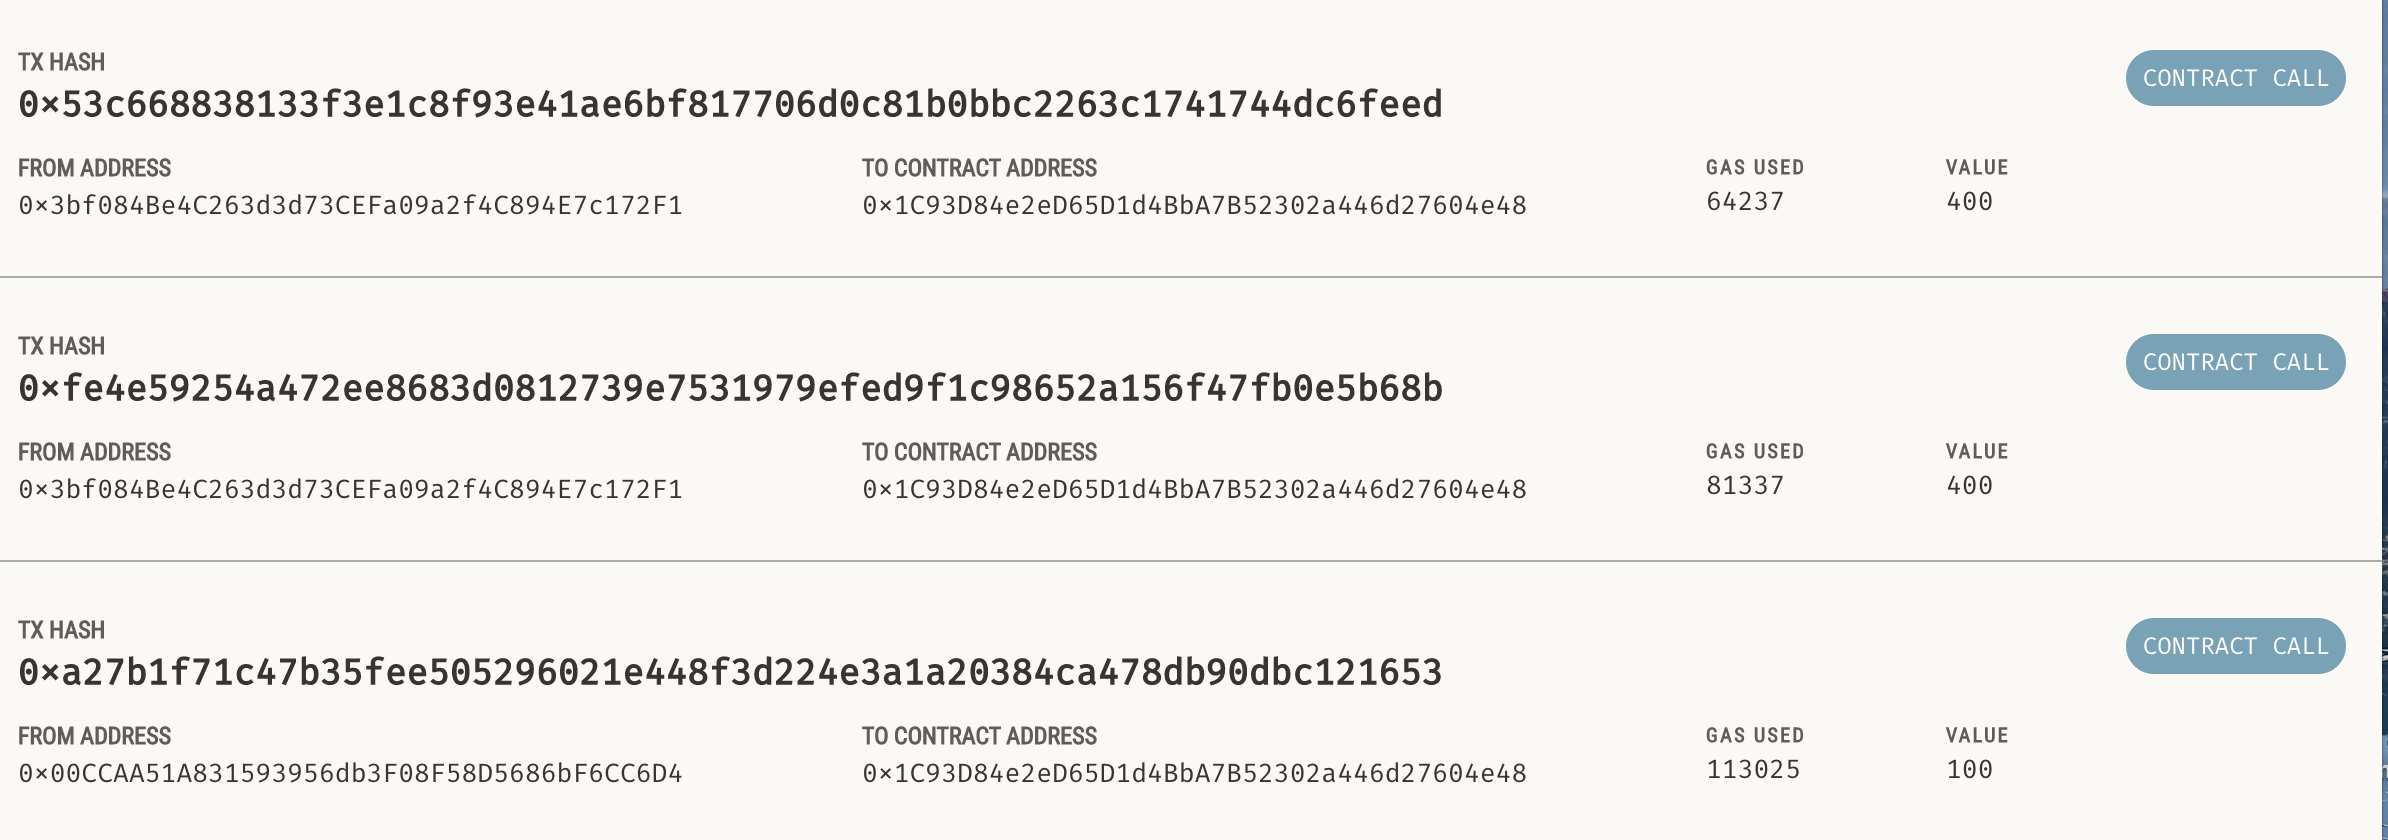 TX HASH
0×53c668838133f3e1c8f93e41ae6bf817706d0c81b0bbc2263c1741744dc6feed
CONTRACT CALL
FROM ADDRESS
0×3bf084Be4C263d3d73CEFa09a2f4C894E7c172F1
TO CONTRACT ADDRESS
0×1C93D84e2eD65D1d4BbA7B52302a446d27604e48
GAS USED
64237
VALUE
400
TX HASH
0×fe4e59254a472ee8683d0812739e7531979efed9f1c98652a156f47fb0e5b68b
CONTRACT CALL
FROM ADDRESS
0×3bf084Be4C263d3d73CEFa09a2f4C894E7c172F1
TO CONTRACT ADDRESS
0×1C93D84e2eD65D1d4BbA7B52302a446d27604e48
GAS USED
81337
VALUE
400
TX HASH
0×a27b1f71c47b35fee505296021e448f3d224e3a1a20384ca478db90dbc121653
CONTRACT CALL
FROM ADDRESS
0×00CCAA51A831593956db3F08F58D5686bF6CC6D4
TO CONTRACT ADDRESS
0×1C93D84e2eD65D1d4BbA7B52302a446d27604e48
GAS USED
113025
VALUE
100